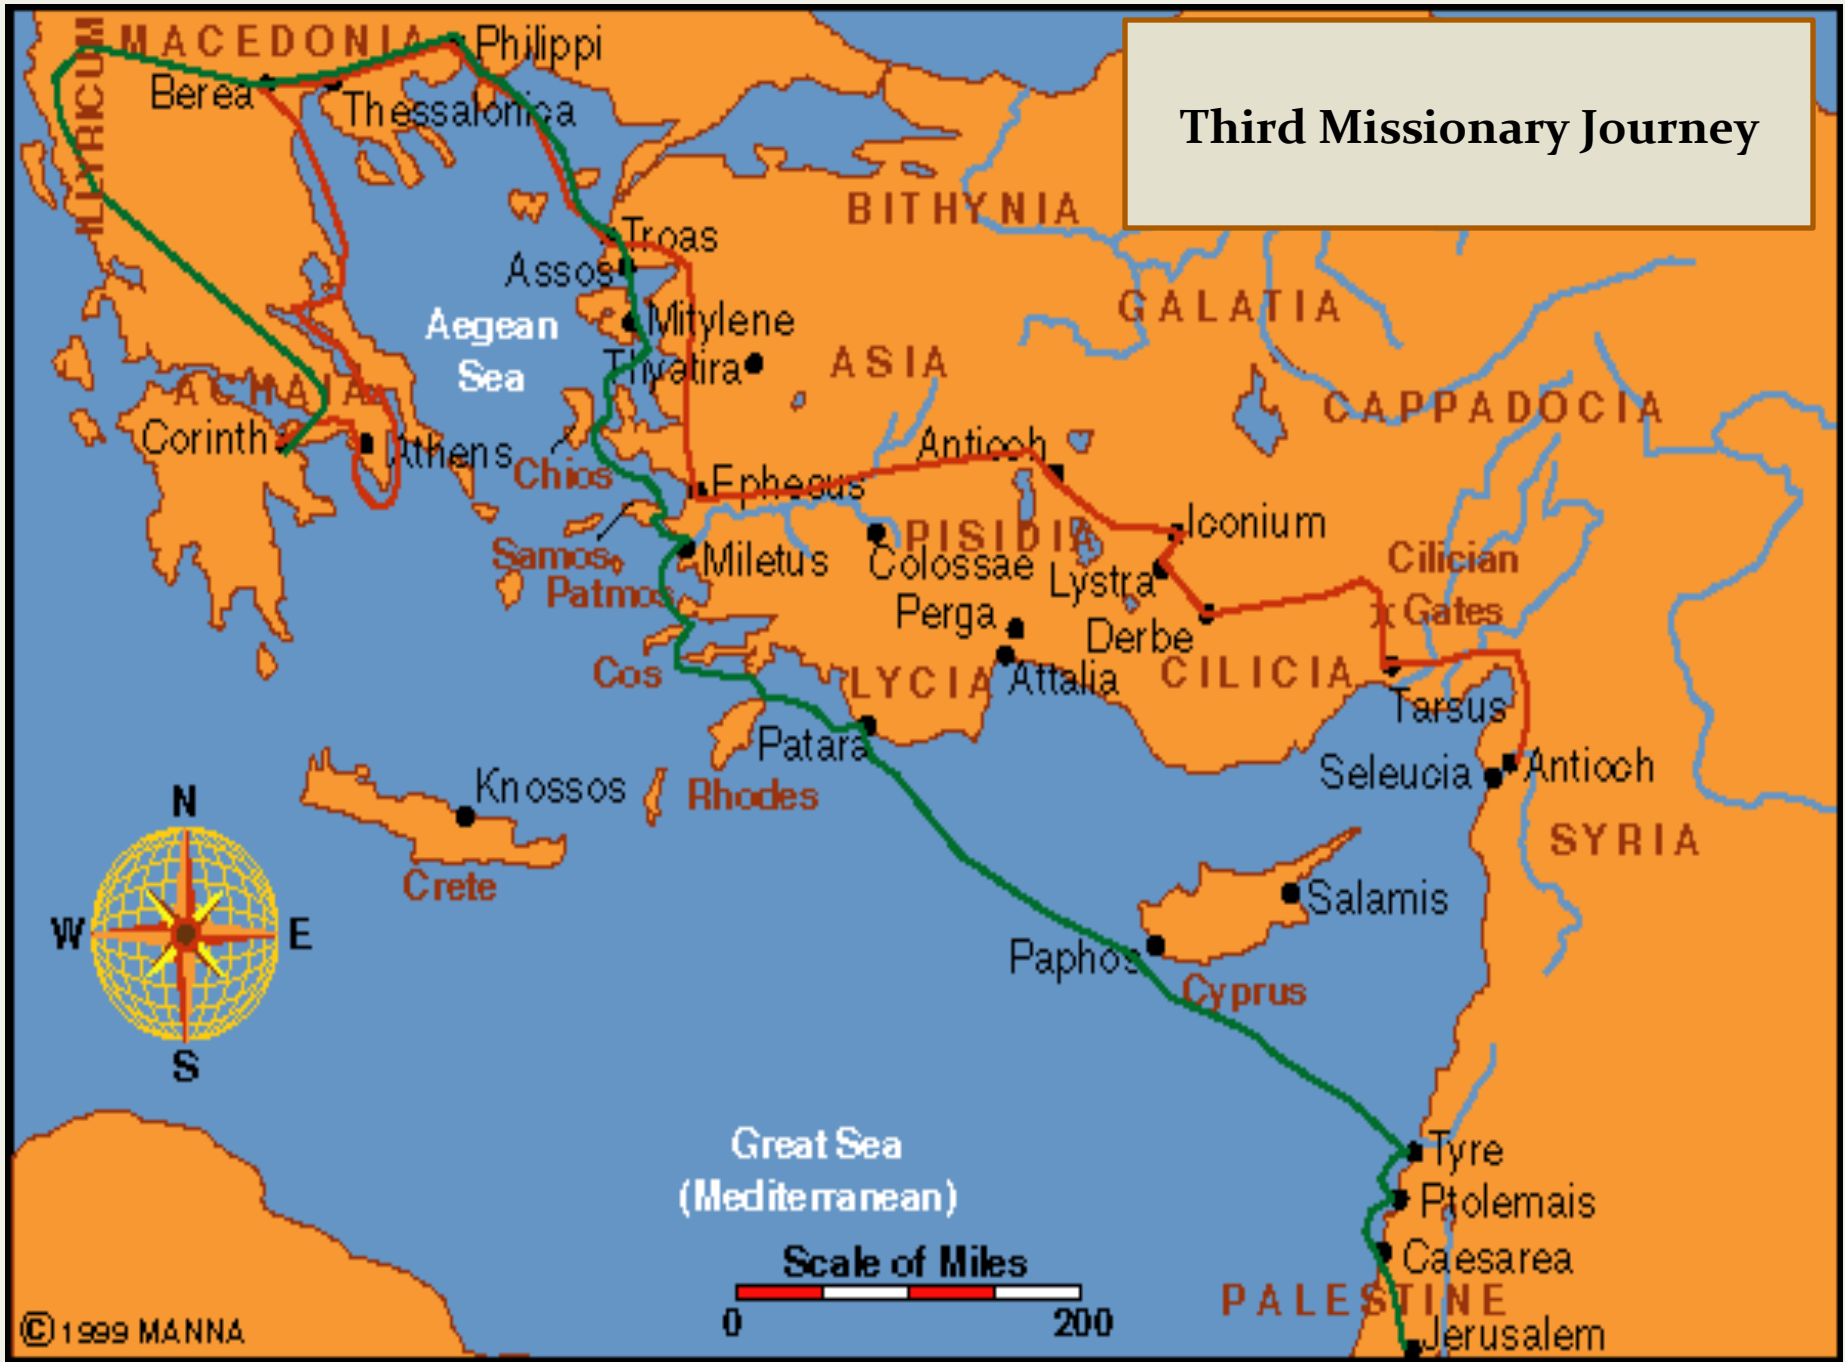 Third Missionary Journey
MACEDONIA
Philippi
ILLYRICUM
Berea
Thessalonica
Troas
BITHYNIA
Assos
GALATIA
Aegean
Sea
Mitylene
Thyatira
ASIA
ACHAIA
CAPPADOCIA
Corinth
Athens
Antioch
Chios
Ephesus
PISIDIA
Iconium
Samos
Miletus
Colossae
Lystra
Cilician
x Gates
Patmos
Perga
Derbe
Cos
LYCIA
Attalia
CILICIA
Tarsus
Patara
Seleucia
Antioch
Knossos
Rhodes
SYRIA
Crete
Salamis
N
W
E
S
Paphos
Cyprus
Great Sea
(Mediterranean)
Tyre
Ptolemais
Scale of Miles
0
200
Caesarea
PALESTINE
Jerusalem
© 1999 MANNA